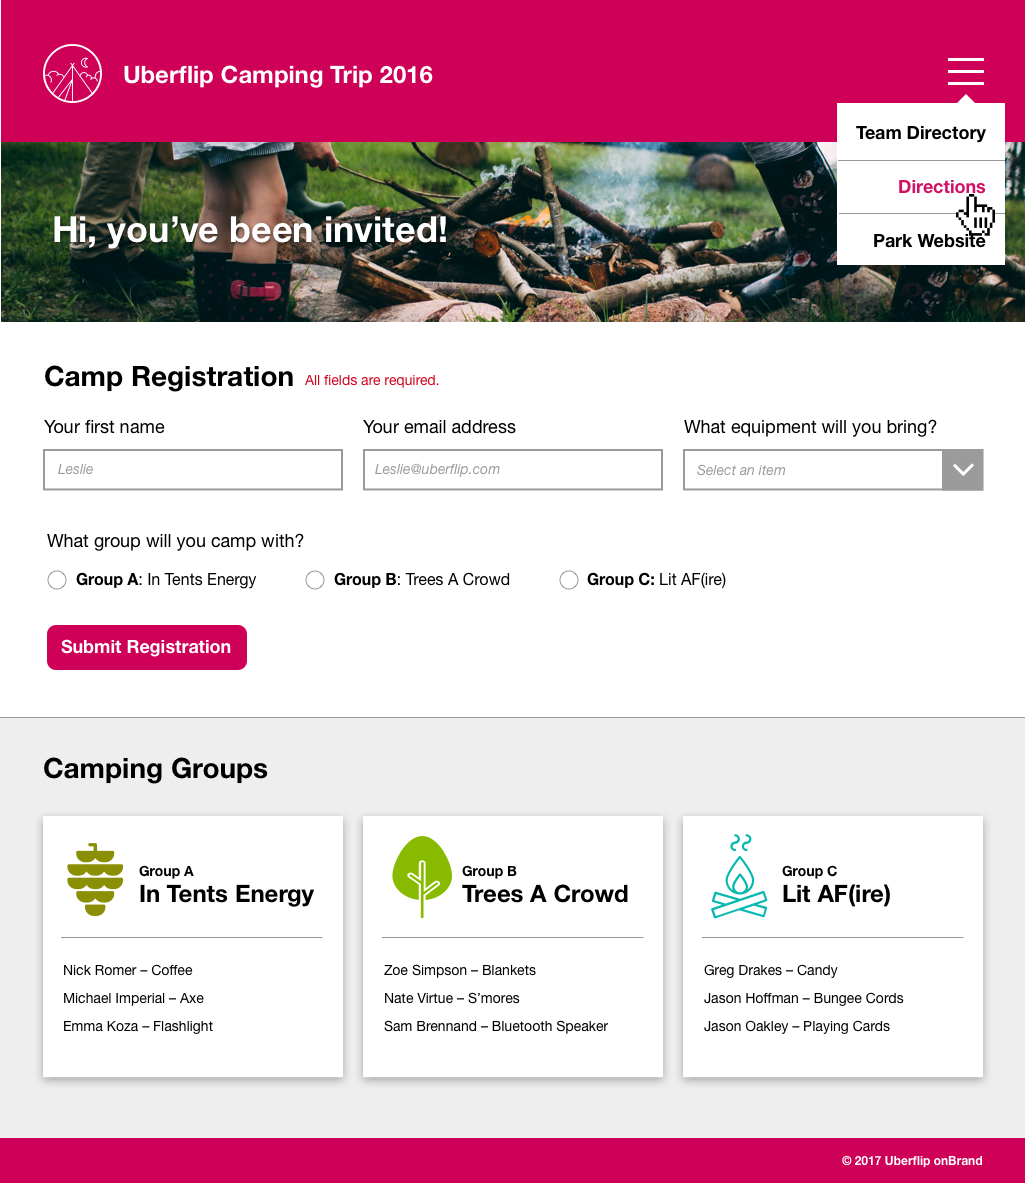 Uberflip Camping Trip 2016
Team Directory
Directions
Park Website
Hi, you’ve been invited!
Camp Registration All fields are required.
Your first name
Your email address
What equipment will you bring?
Leslie
Leslie@uberflip.com
Select an item
What group will you camp with?
Group A: In Tents Energy
Group B: Trees A Crowd
Group C: Lit AF(ire)
Submit Registration
Camping Groups
Group A
In Tents Energy
Nick Romer – Coffee
Michael Imperial – Axe
Emma Koza – Flashlight
Group B
Trees A Crowd
Zoe Simpson – Blankets
Nate Virtue – S’mores
Sam Brennand – Bluetooth Speaker
Group C
Lit AF(ire)
Greg Drakes – Candy
Jason Hoffman – Bungee Cords
Jason Oakley – Playing Cards
© 2017 Uberflip onBrand